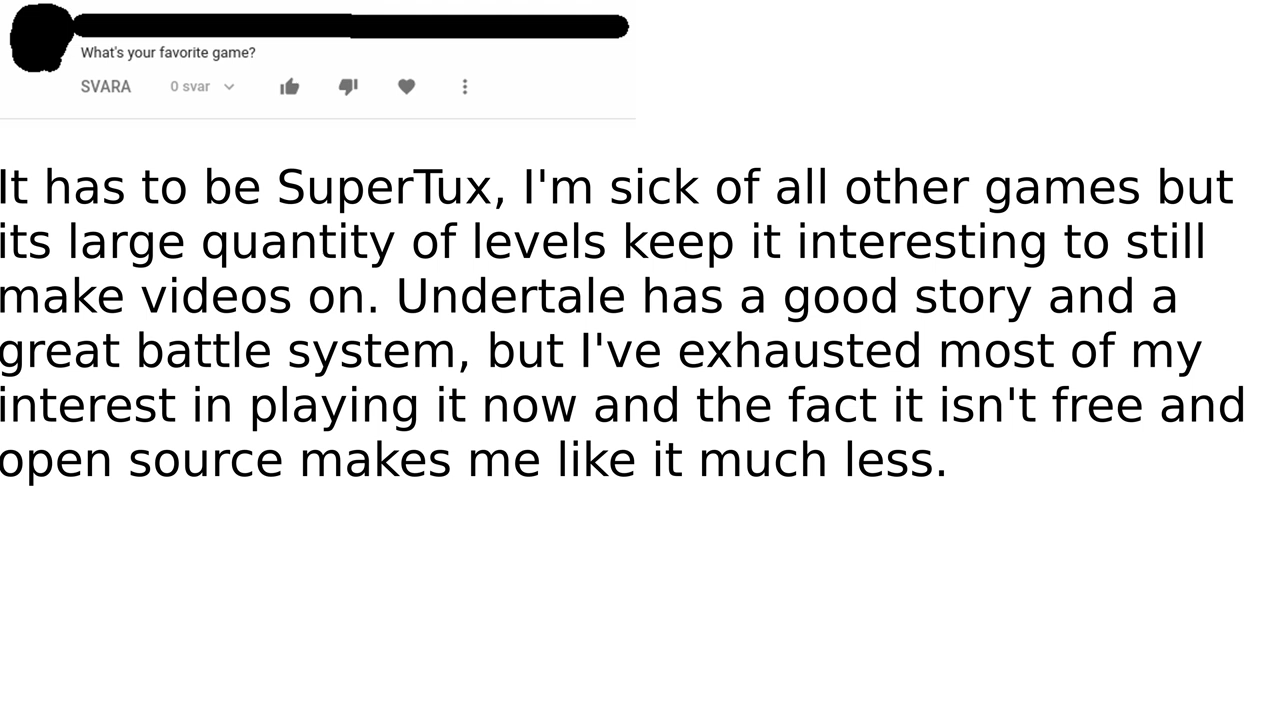 What's your favorite game?
SVARA 0 svar
It has to be SuperTux, I'm sick of all other games but
its large quantity of levels keep it interesting to still
make videos on. Undertale has a good story and a
great battle system, but I've exhausted most of my
interest in playing it now and the fact it isn't free and
open source makes me like it much less.